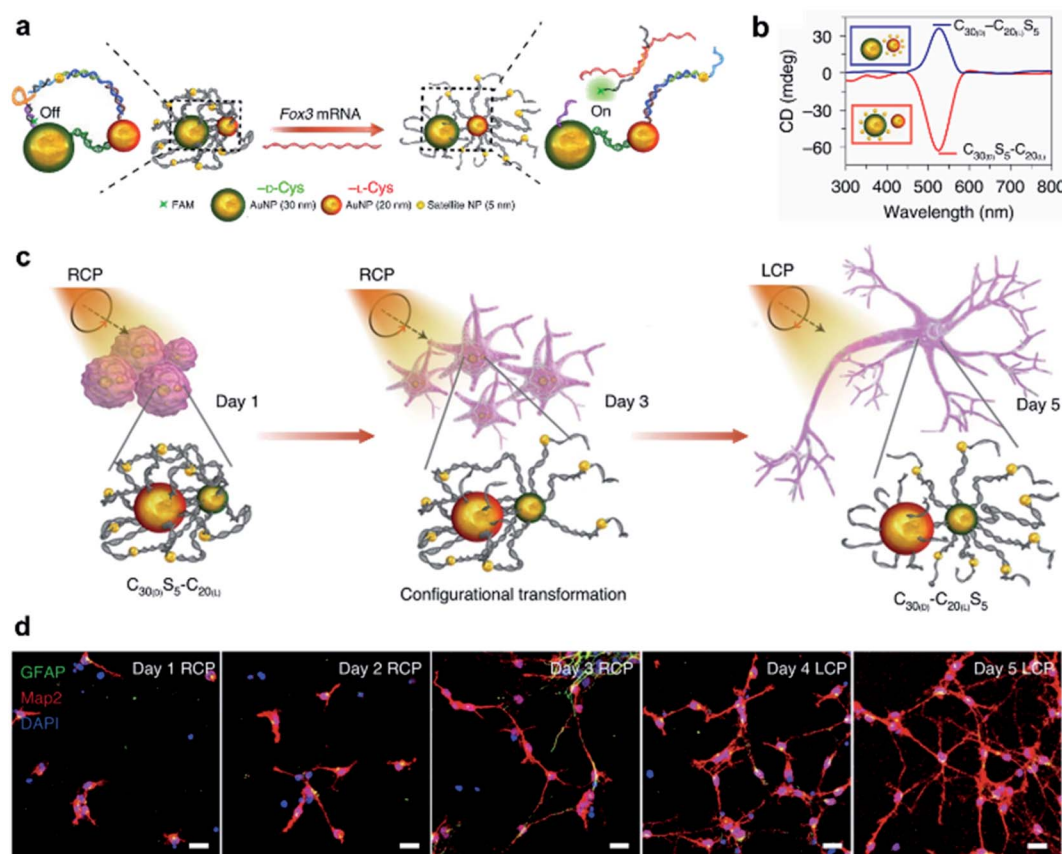 a
Off
Fox3 mRNA
On
–D-Cys
–L-Cys
FAM
AuNP (30 nm)
AuNP (20 nm)
Satellite NP (5 nm)
b
C30(D)–C20(L)S5
C30(D)S5-C20(L)
CD (mdeg)
30
0
–30
–60
300 400 500 600 700 800
Wavelength (nm)
c
RCP
Day 1
C30(D)S5-C20(L)
RCP
Day 3
Configurational transformation
LCP
Day 5
C30(D)-C20(L)S5
d
GFAP
Map2
DAPI
Day 1 RCP
Day 2 RCP
Day 3 RCP
Day 4 LCP
Day 5 LCP